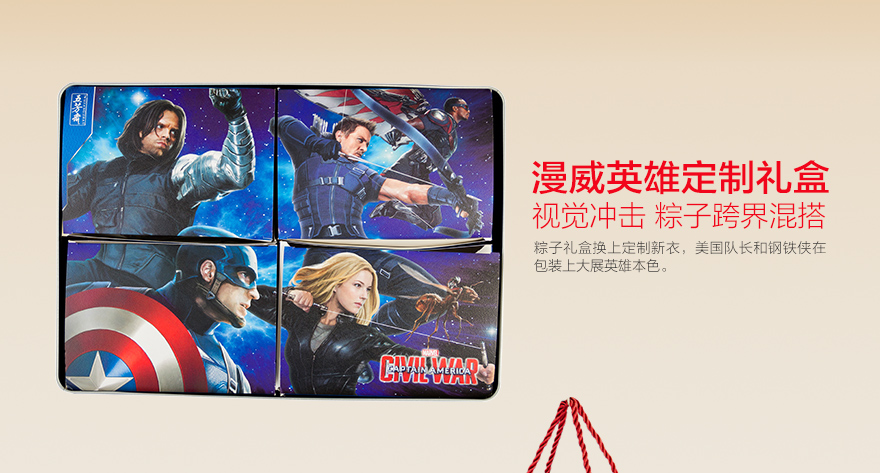 五芳斋
漫威英雄定制礼盒
视觉冲击 粽子跨界混搭
粽子礼盒换上定制新衣，美国队长和钢铁侠在
包装上大展英雄本色。
MARVEL
CIVIL WAR
CAPTAIN AMERICA